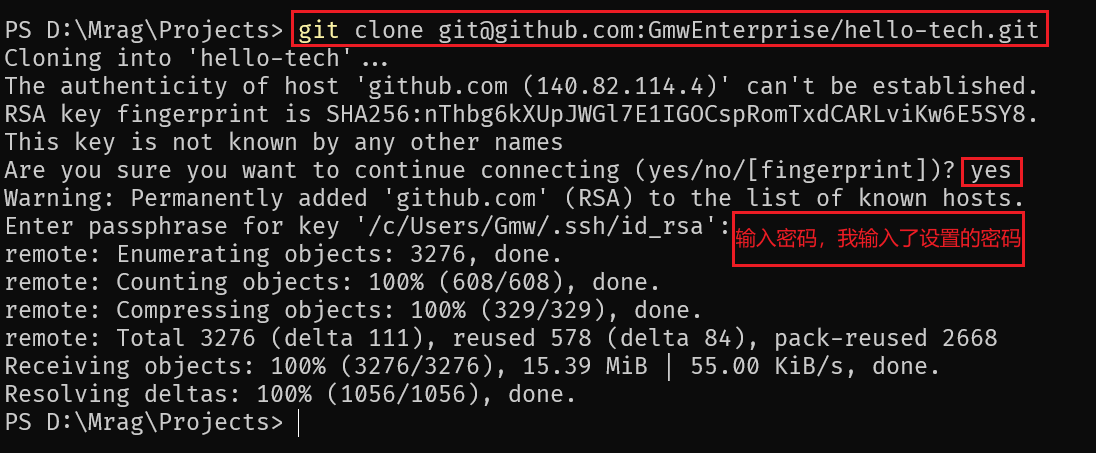 PS D:\Mrag\Projects> git clone git@github.com:GmwEnterprise/hello-tech.git
Cloning into 'hello-tech'...
The authenticity of host 'github.com (140.82.114.4)' can't be established.
RSA key fingerprint is SHA256:nThbg6kXUpJWGl7E1IGOCspRomTxdCARLviKw6E5SY8.
This key is not known by any other names
Are you sure you want to continue connecting (yes/no/[fingerprint])? yes
Warning: Permanently added 'github.com' (RSA) to the list of known hosts.
Enter passphrase for key '/c/Users/Gmw/.ssh/id_rsa': 输入密码，我输入了设置的密码
remote: Enumerating objects: 3276, done.
remote: Counting objects: 100% (608/608), done.
remote: Compressing objects: 100% (329/329), done.
remote: Total 3276 (delta 111), reused 578 (delta 84), pack-reused 2668
Receiving objects: 100% (3276/3276), 15.39 MiB | 55.00 KiB/s, done.
Resolving deltas: 100% (1056/1056), done.
PS D:\Mrag\Projects>